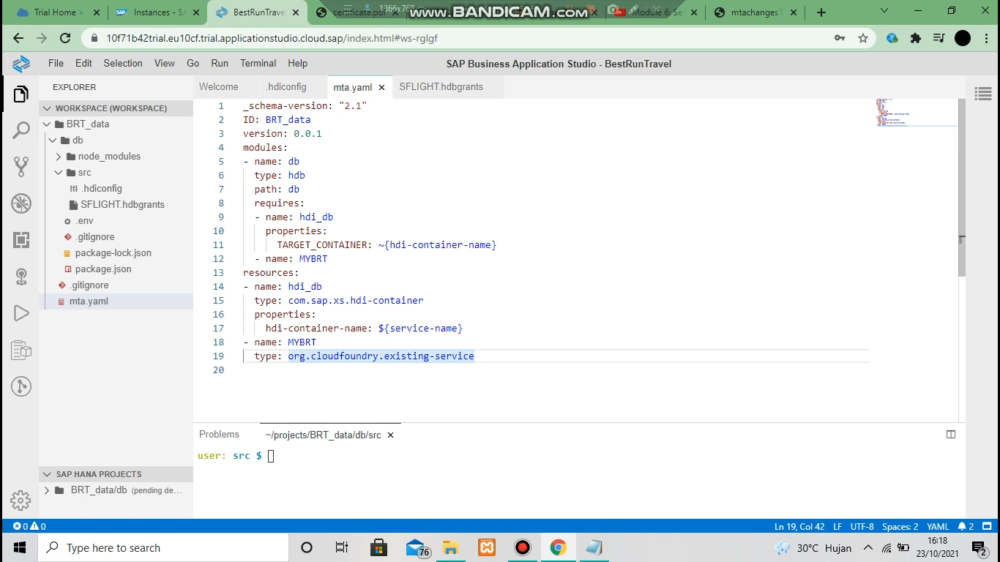 Trial Home >
Instances - SA
BestRunTrave
certificate.pdf
1366x768
www.BANDICAM.com
Module 6: Se
mtachanges1
10f71b42trial.eu10cf.trial.applicationstudio.cloud.sap/index.html#ws-rglgf
File Edit Selection View Go Run Terminal Help
SAP Business Application Studio - BestRunTravel
EXPLORER
WORKSPACE (WORKSPACE)
BRT_data
db
node_modules
src
.hdiconfig
SFLIGHT.hdbgrants
.env
.gitignore
package-lock.json
package.json
.gitignore
mta.yaml
SAP HANA PROJECTS
BRT_data/db (pending de...
Welcome .hdiconfig mta.yaml SFLIGHT.hdbgrants
1 _schema-version: "2.1"
2 ID: BRT_data
3 version: 0.0.1
4 modules:
5 - name: db
6 type: hdb
7 path: db
8 requires:
9 - name: hdi_db
10 properties:
11 TARGET_CONTAINER: ~{hdi-container-name}
12 - name: MYBRT
13 resources:
14 - name: hdi_db
15 type: com.sap.xs.hdi-container
16 properties:
17 hdi-container-name: ${service-name}
18 - name: MYBRT
19 type: org.cloudfoundry.existing-service
20
Problems ~/projects/BRT_data/db/src
user: src $
0 0
Ln 19, Col 42 LF UTF-8 Spaces: 2 YAML 2
Type here to search
76
30°C Hujan
16:18
23/10/2021
2